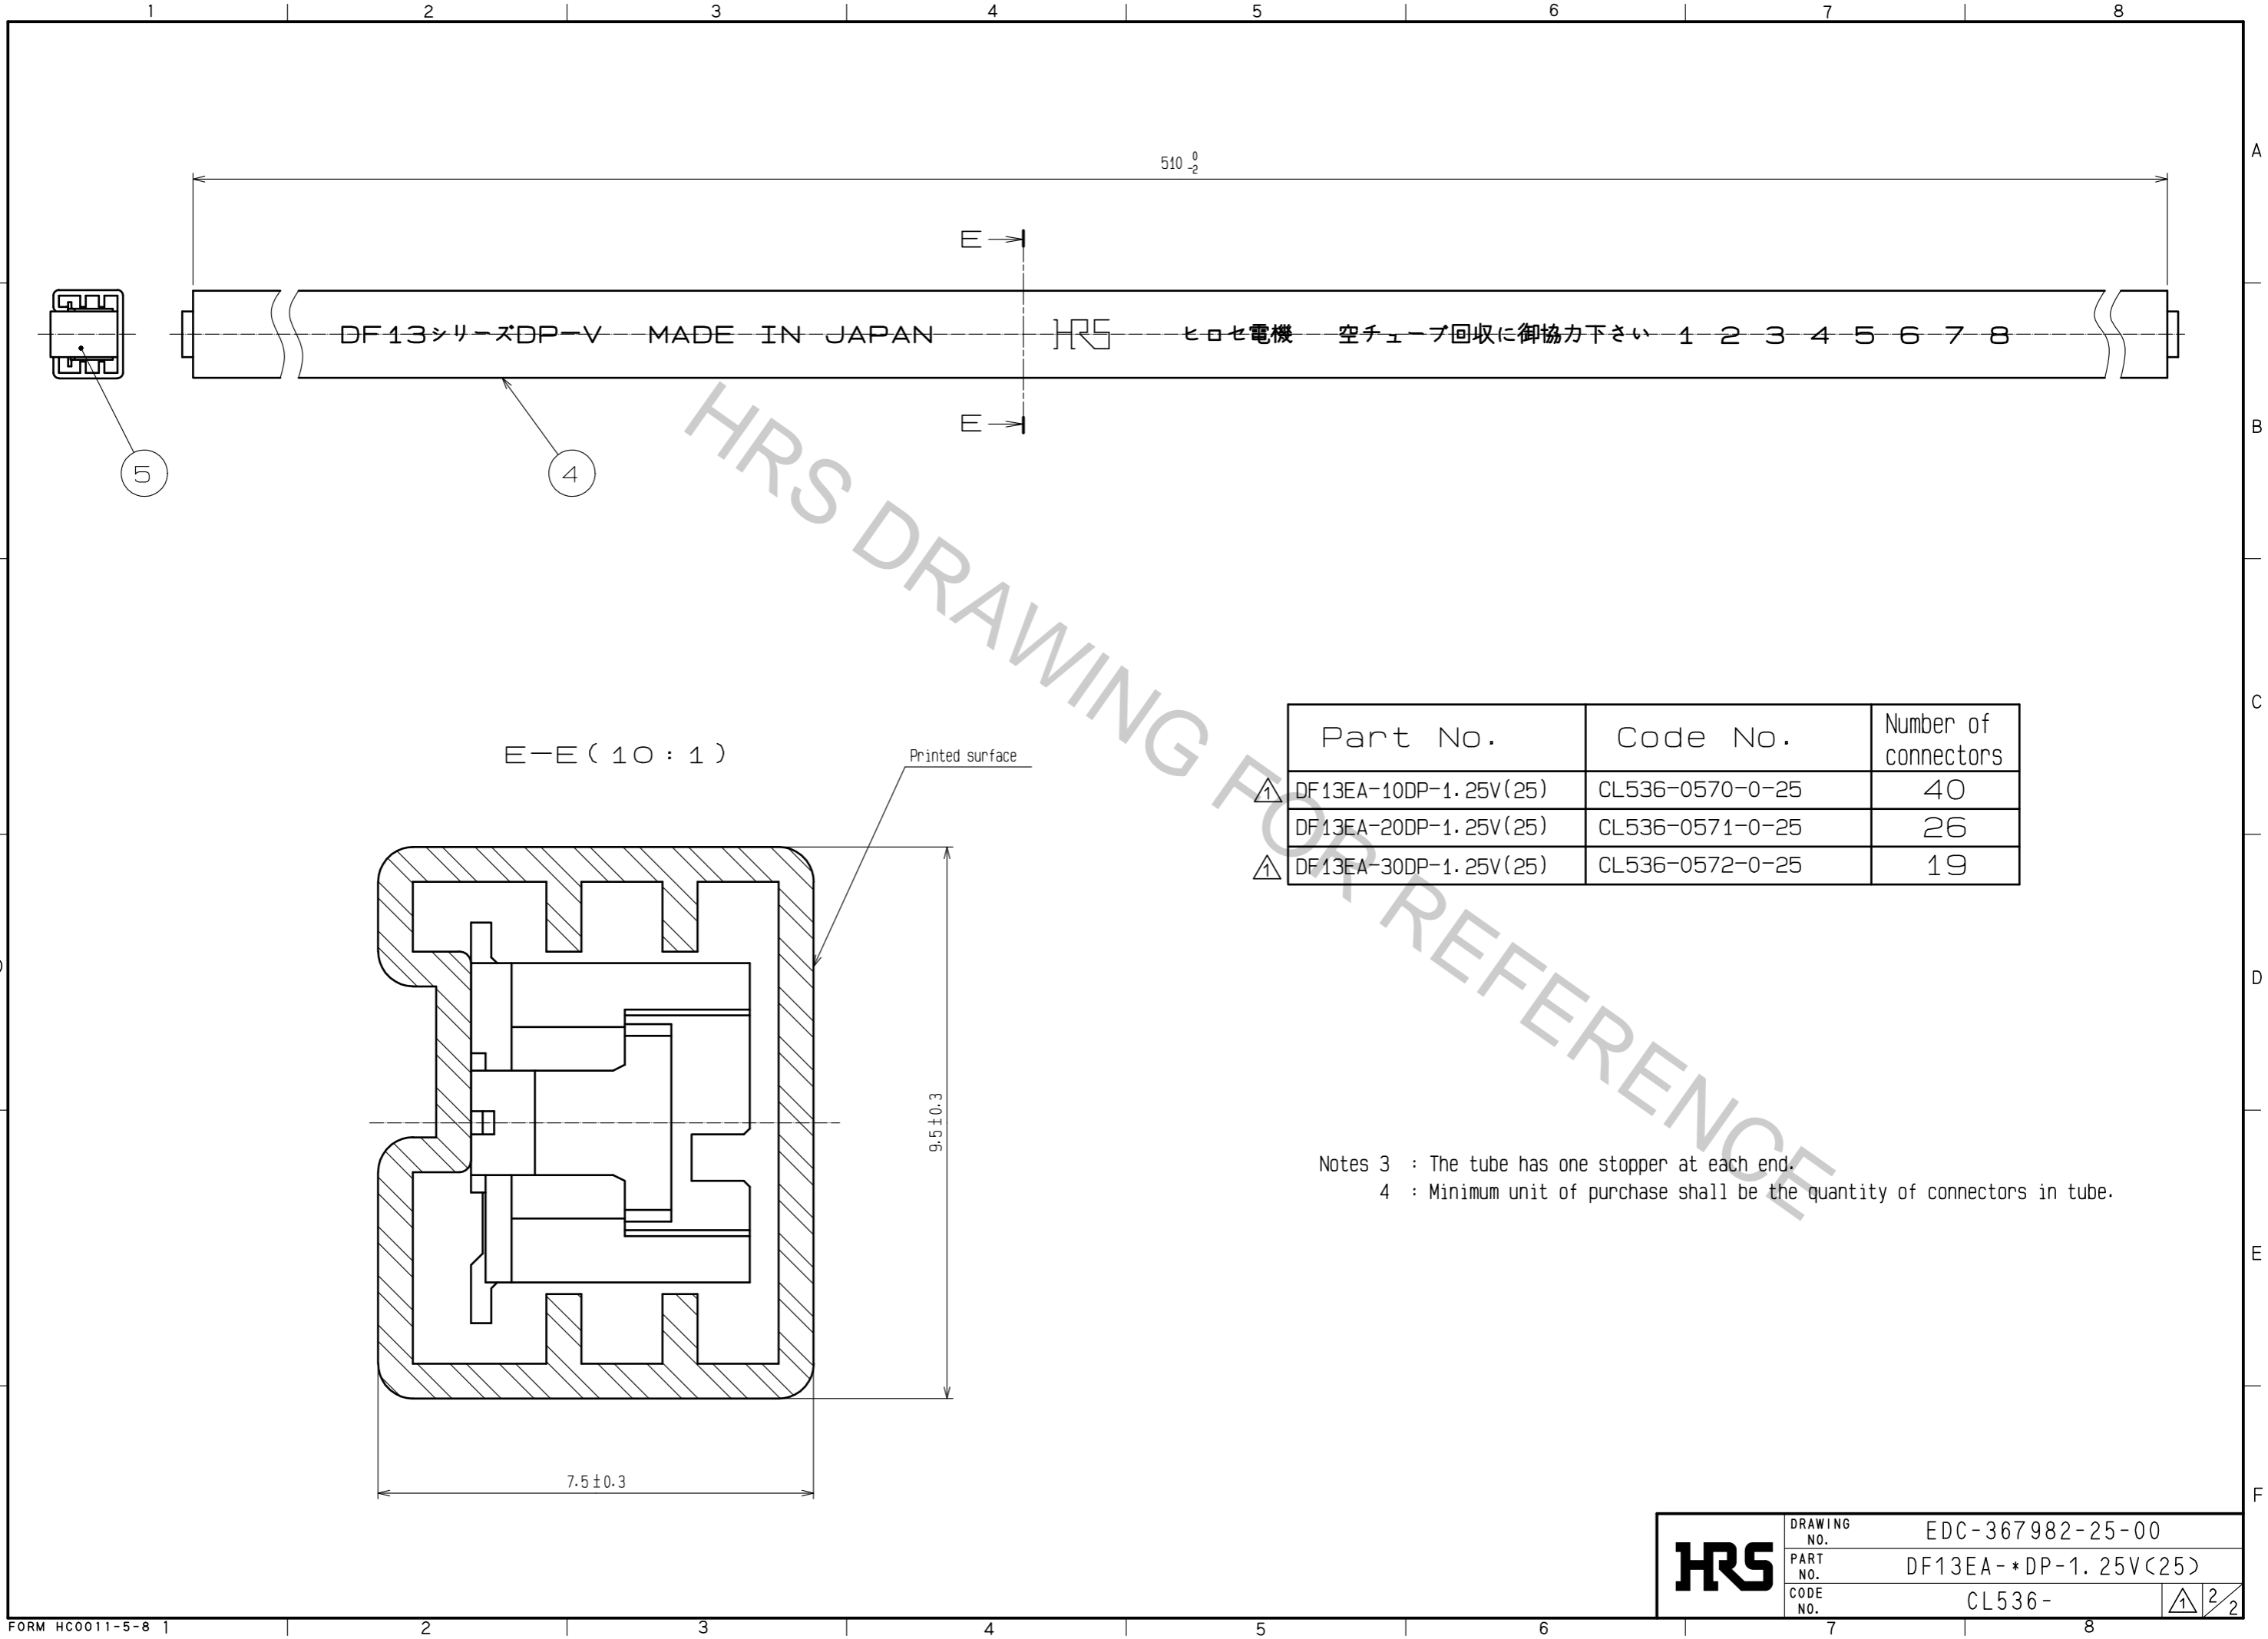 1 2 3 4 5 6 7 8
510 0 -2
A
E
DF13シリーズDP-V MADE IN JAPAN HRS ヒロセ電機 空チューブ回収に御協力下さい 1 2 3 4 5 6 7 8
E
B
5
4
HRS DRAWING FOR REFERENCE
C
E-E(10:1)
Printed surface
Part No. Code No. Number of connectors
1 DF13EA-10DP-1.25V(25) CL536-0570-0-25 40
DF13EA-20DP-1.25V(25) CL536-0571-0-25 26
1 DF13EA-30DP-1.25V(25) CL536-0572-0-25 19
D
9.5±0.3
Notes 3 : The tube has one stopper at each end.
4 : Minimum unit of purchase shall be the quantity of connectors in tube.
E
7.5±0.3
F
HRS
DRAWING NO. EDC-367982-25-00
PART NO. DF13EA-*DP-1.25V(25)
CODE NO. CL536- 1 2/2
FORM HC0011-5-8 1 2 3 4 5 6 7 8